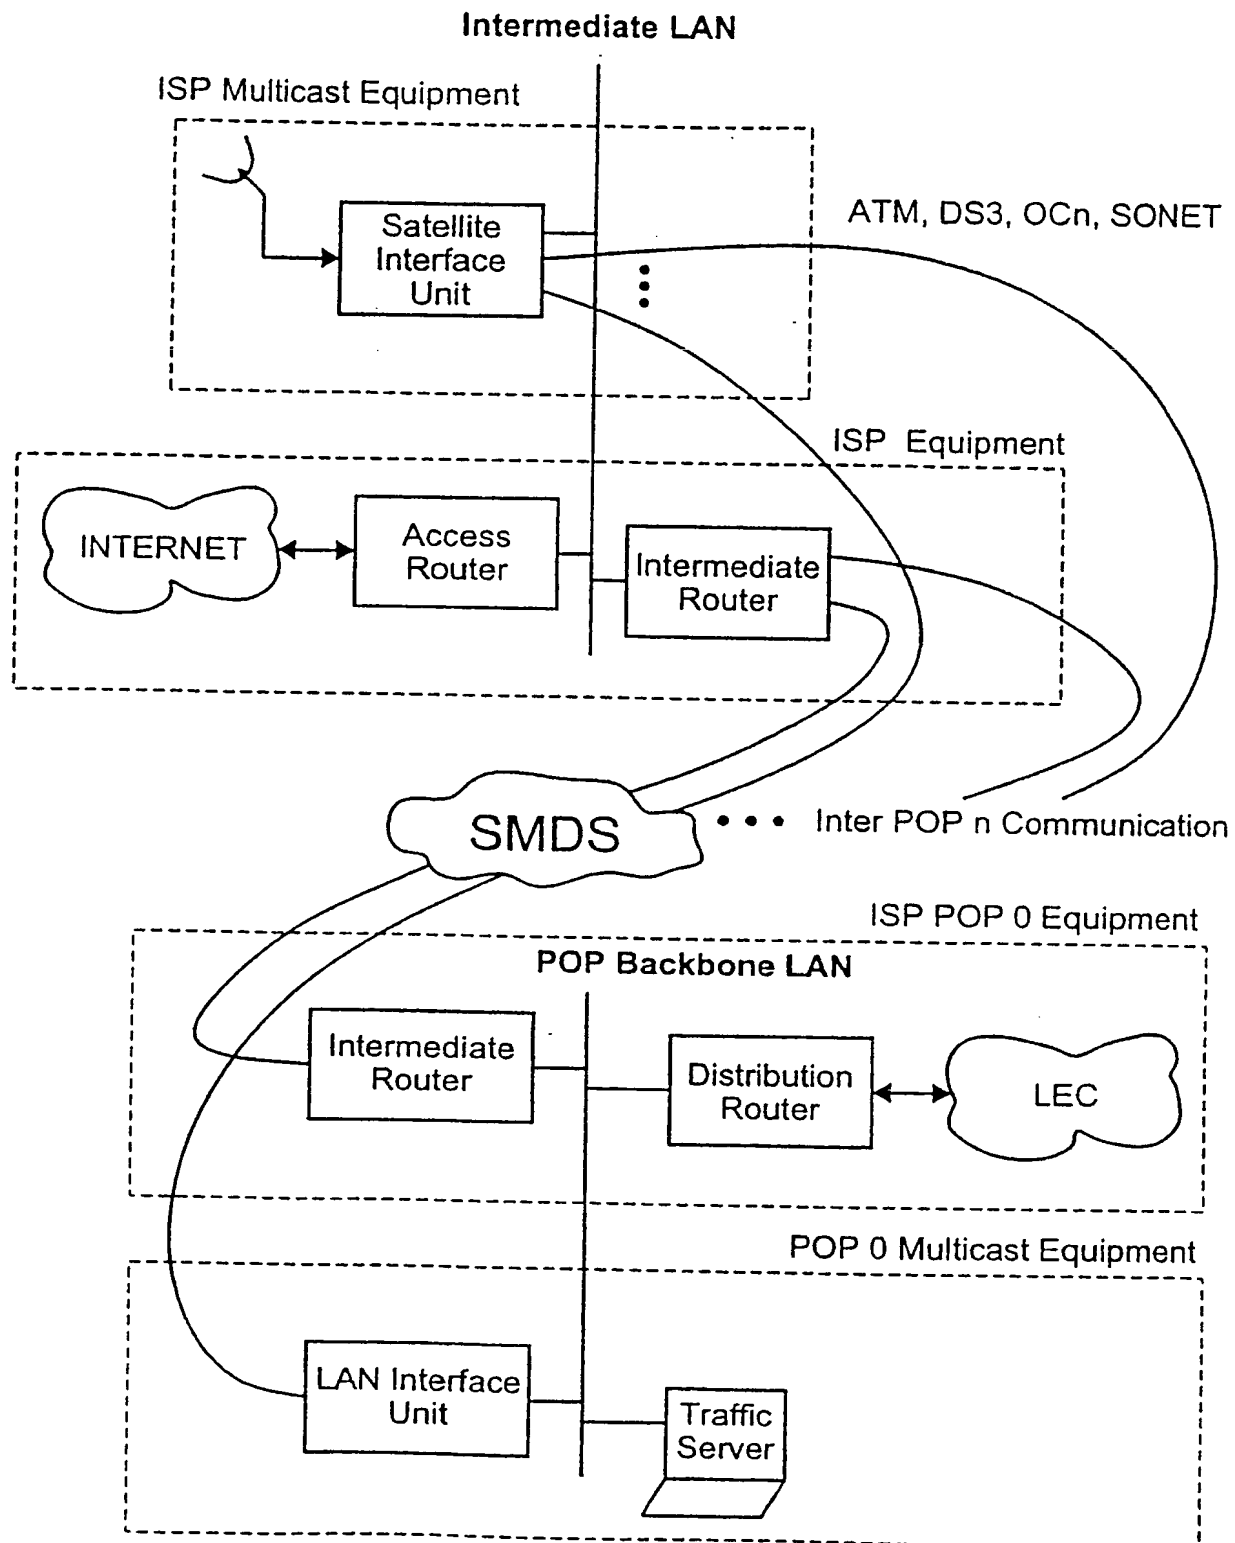 Intermediate LAN
ISP Multicast Equipment
Satellite
Interface
Unit
ATM, DS3, OCn, SONET
ISP Equipment
INTERNET
Access
Router
Intermediate
Router
SMDS
Inter POP n Communication
ISP POP 0 Equipment
POP Backbone LAN
Intermediate
Router
Distribution
Router
LEC
POP 0 Multicast Equipment
LAN Interface
Unit
Traffic
Server